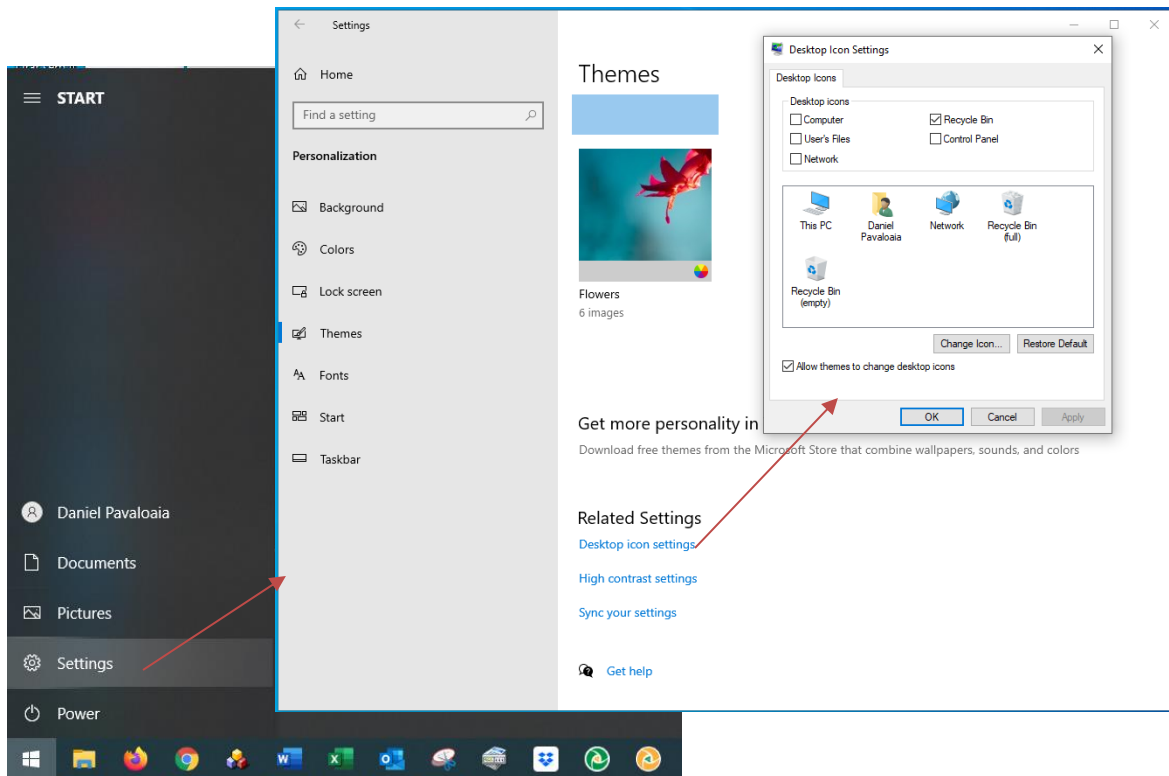 START
Daniel Pavaloaia
Documents
Pictures
Settings
Power
Settings
Home
Find a setting
Personalization
Background
Colors
Lock screen
Themes
Fonts
Start
Taskbar
Themes
Flowers
6 images
Get more personality in
Download free themes from the Microsoft Store that combine wallpapers, sounds, and colors
Related Settings
Desktop icon settings
High contrast settings
Sync your settings
Get help
Desktop Icon Settings
Desktop Icons
Desktop icons
Computer
Recycle Bin
User's Files
Control Panel
Network
This PC
Daniel
Pavaloaia
Network
Recycle Bin
(full)
Recycle Bin
(empty)
Change Icon...
Restore Default
Allow themes to change desktop icons
OK
Cancel
Apply